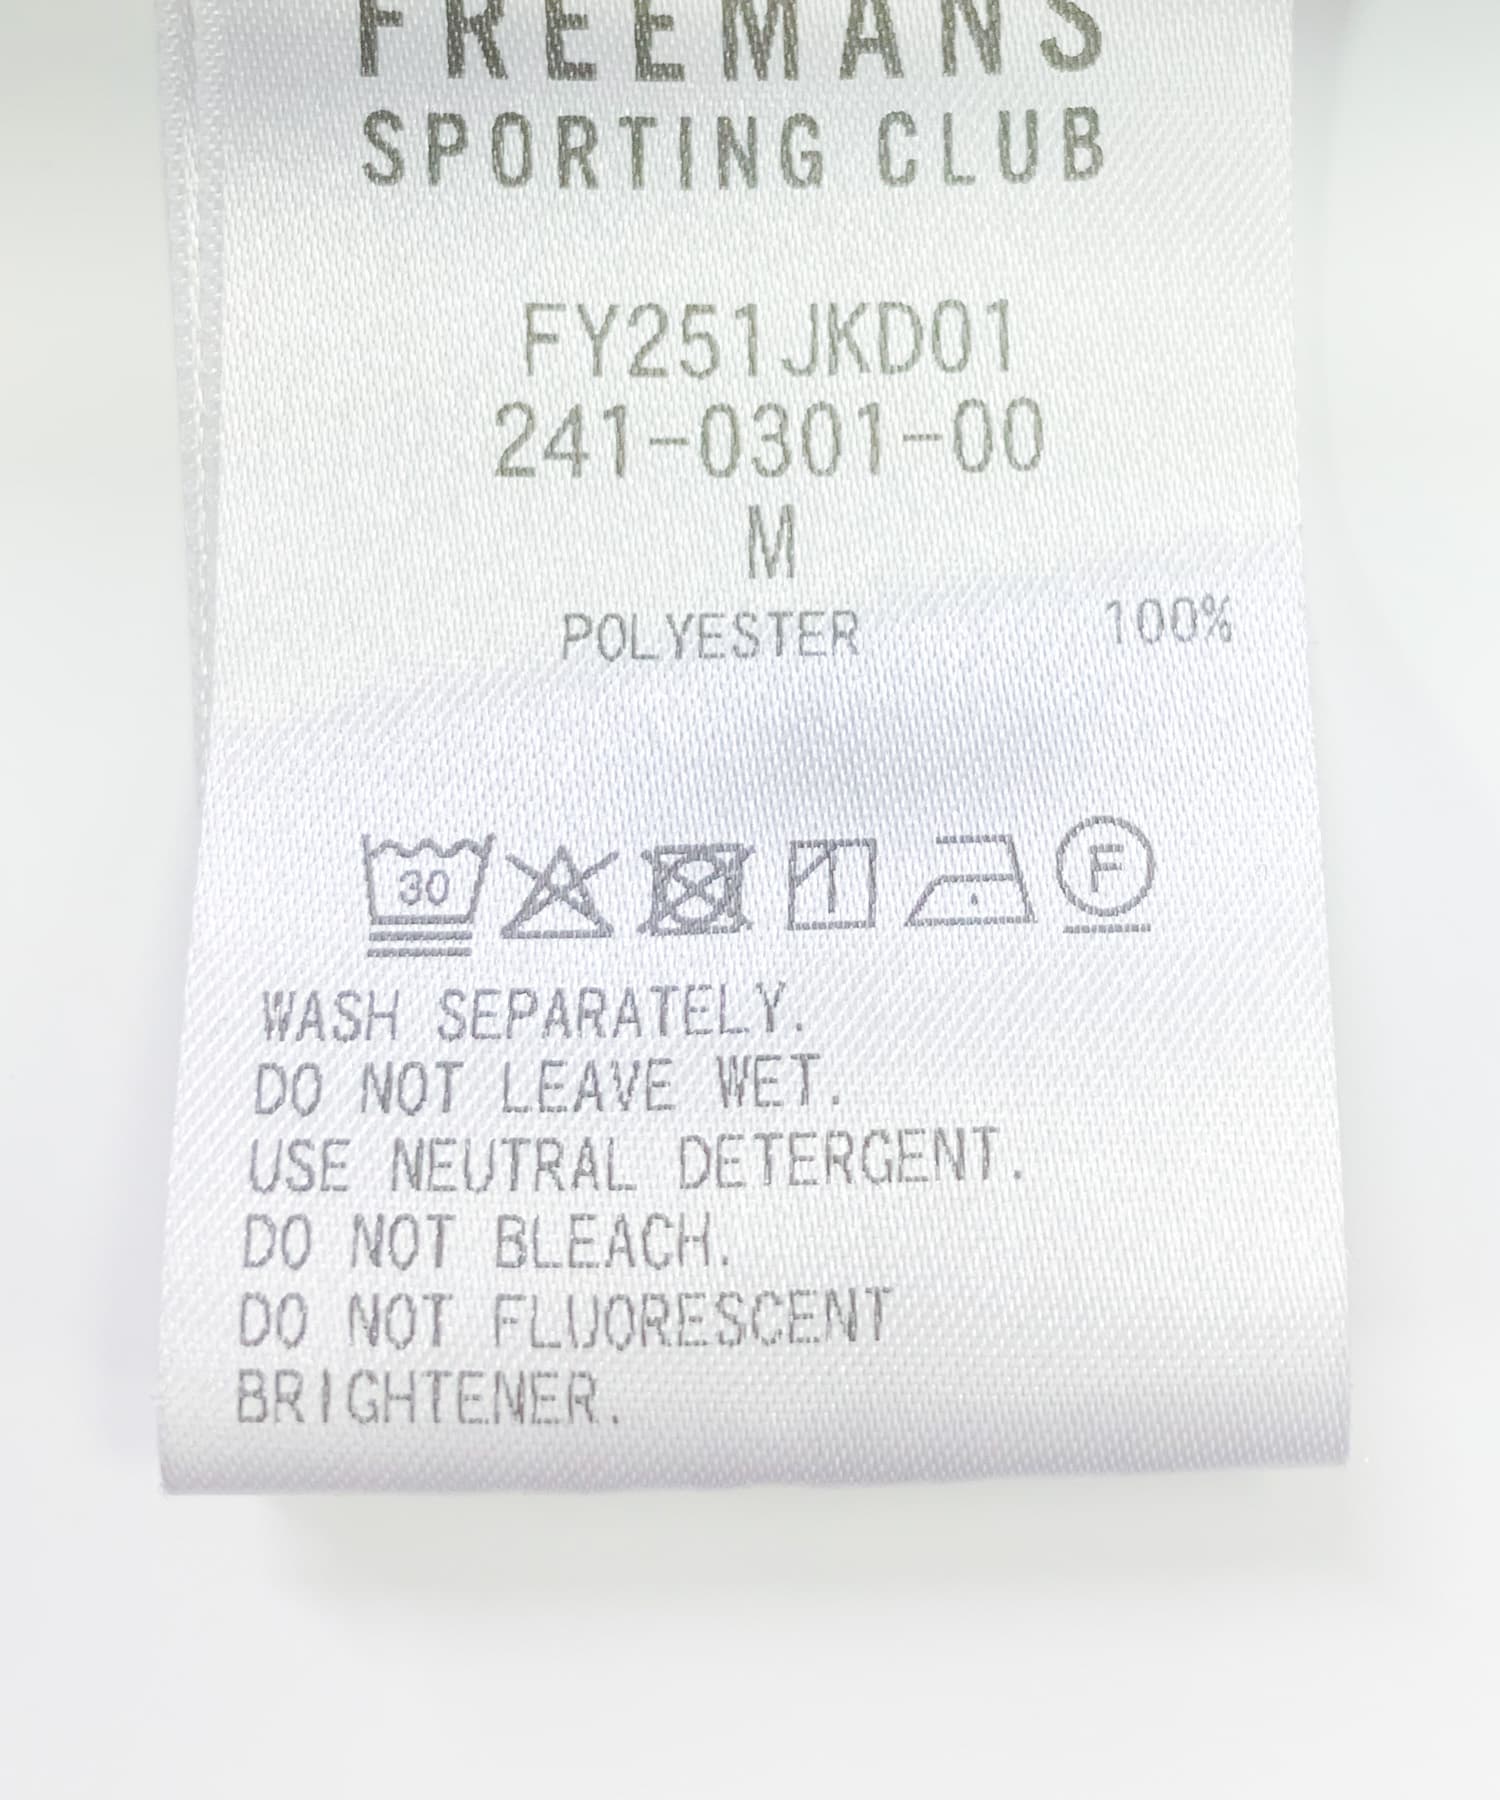 FREEMANS
SPORTING CLUB
FY251JKD01
241-0301-00
M
POLYESTER 100%
30 F
WASH SEPARATELY.
DO NOT LEAVE WET.
USE NEUTRAL DETERGENT.
DO NOT BLEACH.
DO NOT FLUORESCENT
BRIGHTENER.